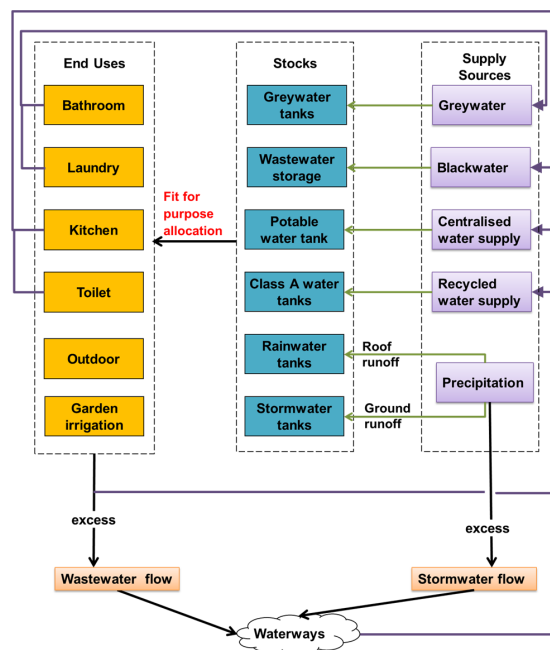 End Uses
Bathroom
Laundry
Kitchen
Toilet
Outdoor
Garden
irrigation
Fit for
purpose
allocation
Stocks
Greywater
tanks
Wastewater
storage
Potable
water tank
Class A water
tanks
Rainwater
tanks
Stormwater
tanks
Supply
Sources
Greywater
Blackwater
Centralised
water supply
Recycled
water supply
Precipitation
Roof
runoff
Ground
runoff
excess
excess
Wastewater flow
Stormwater flow
Waterways